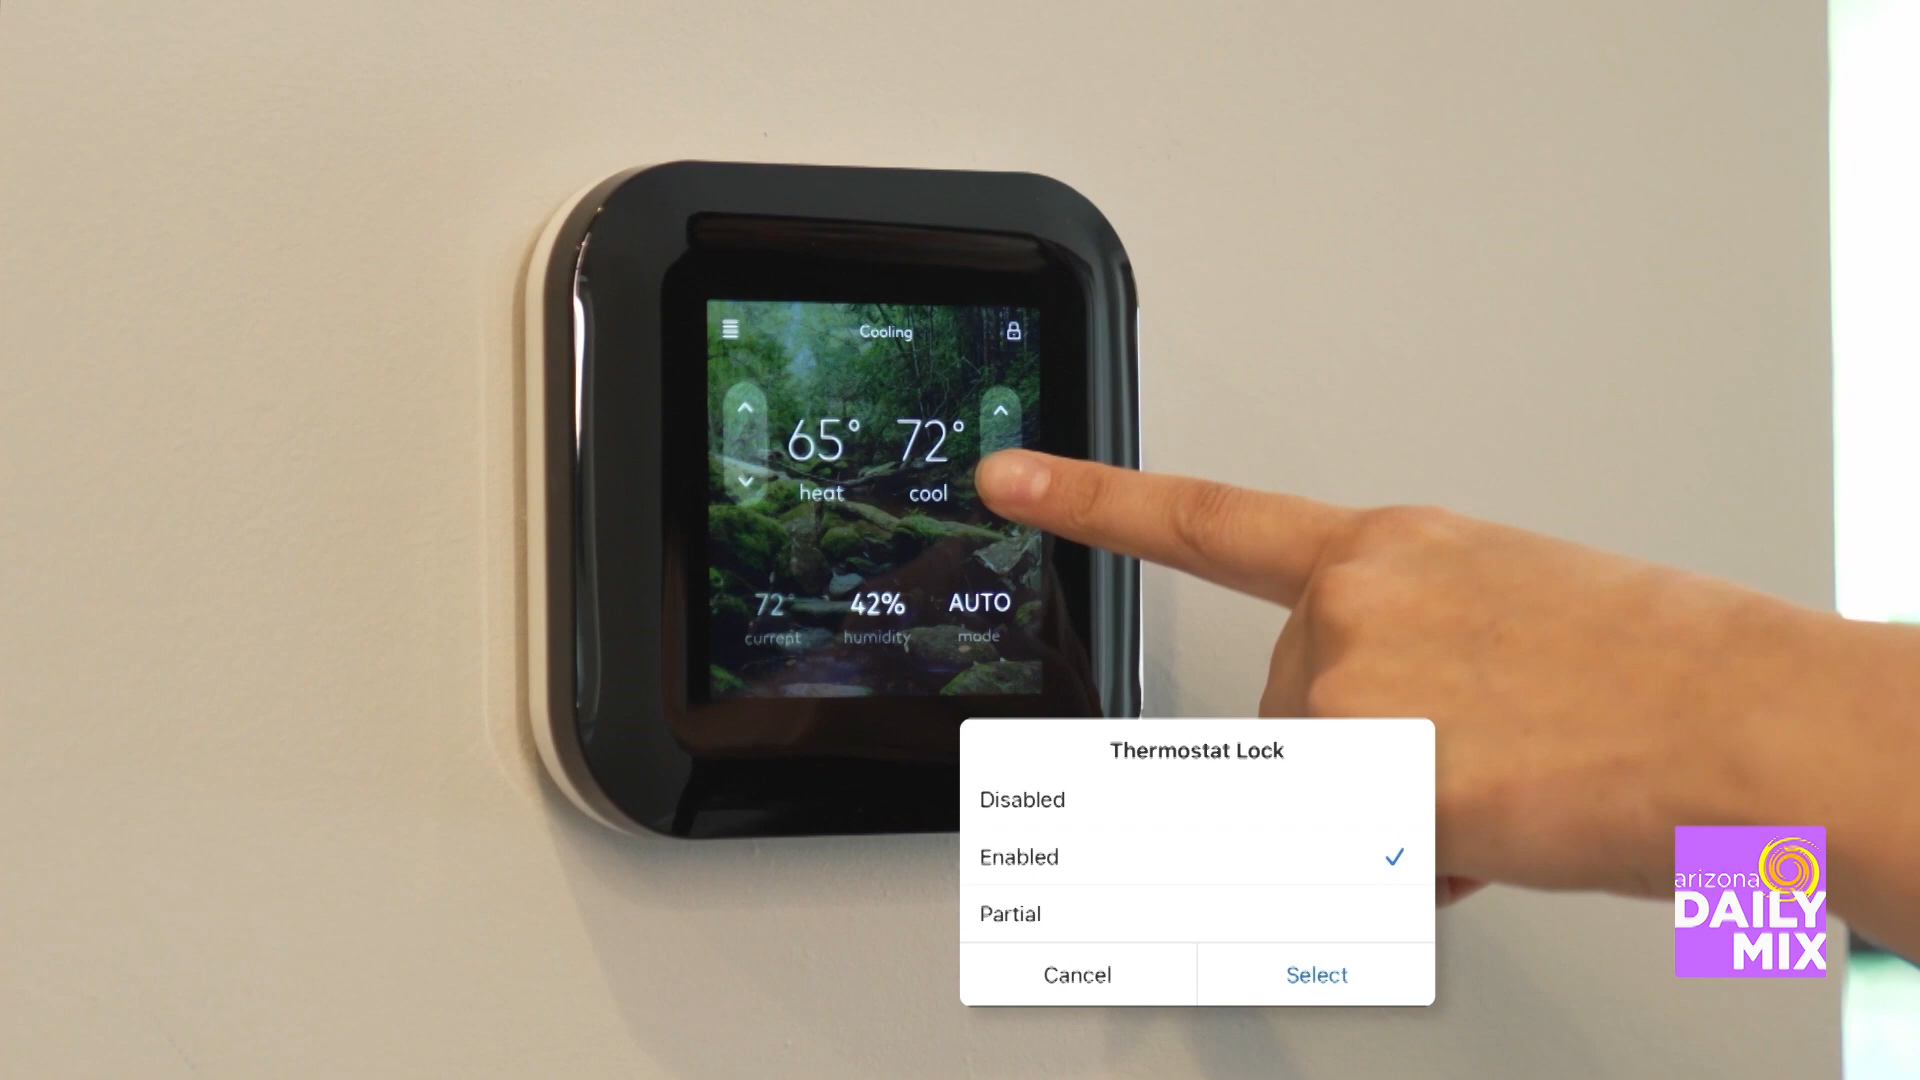 Cooling
65° 72°
heat cool
72° 42% AUTO
current humidity mode
Thermostat Lock
Disabled
Enabled
Partial
Cancel Select
arizona
DAILY
MIX